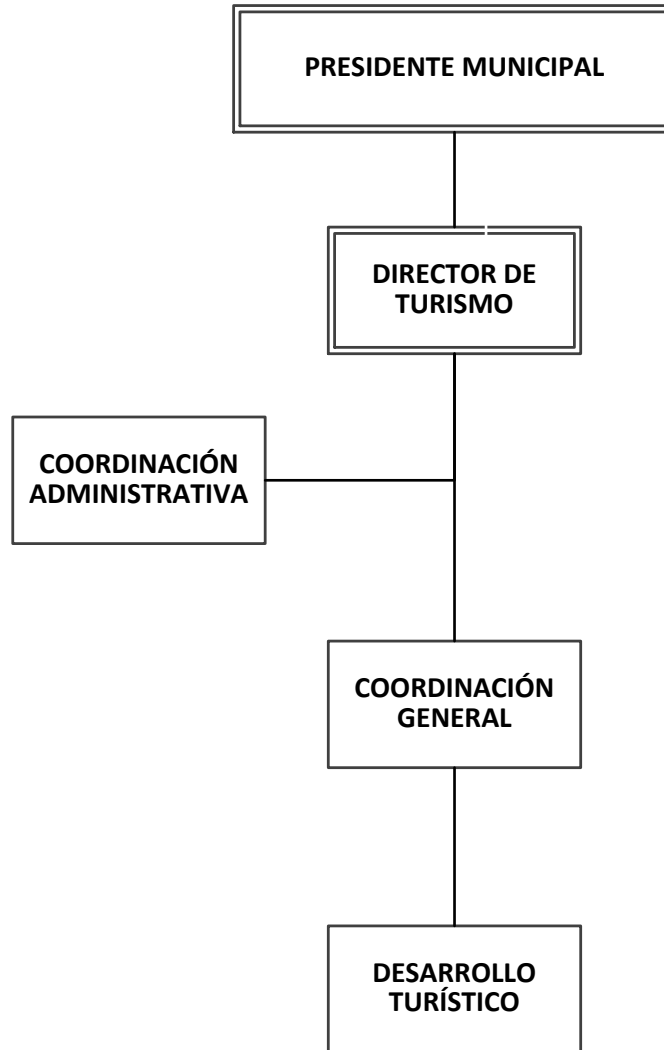 PRESIDENTE MUNICIPAL
DIRECTOR DE
TURISMO
COORDINACIÓN
ADMINISTRATIVA
COORDINACIÓN
GENERAL
DESARROLLO
TURÍSTICO